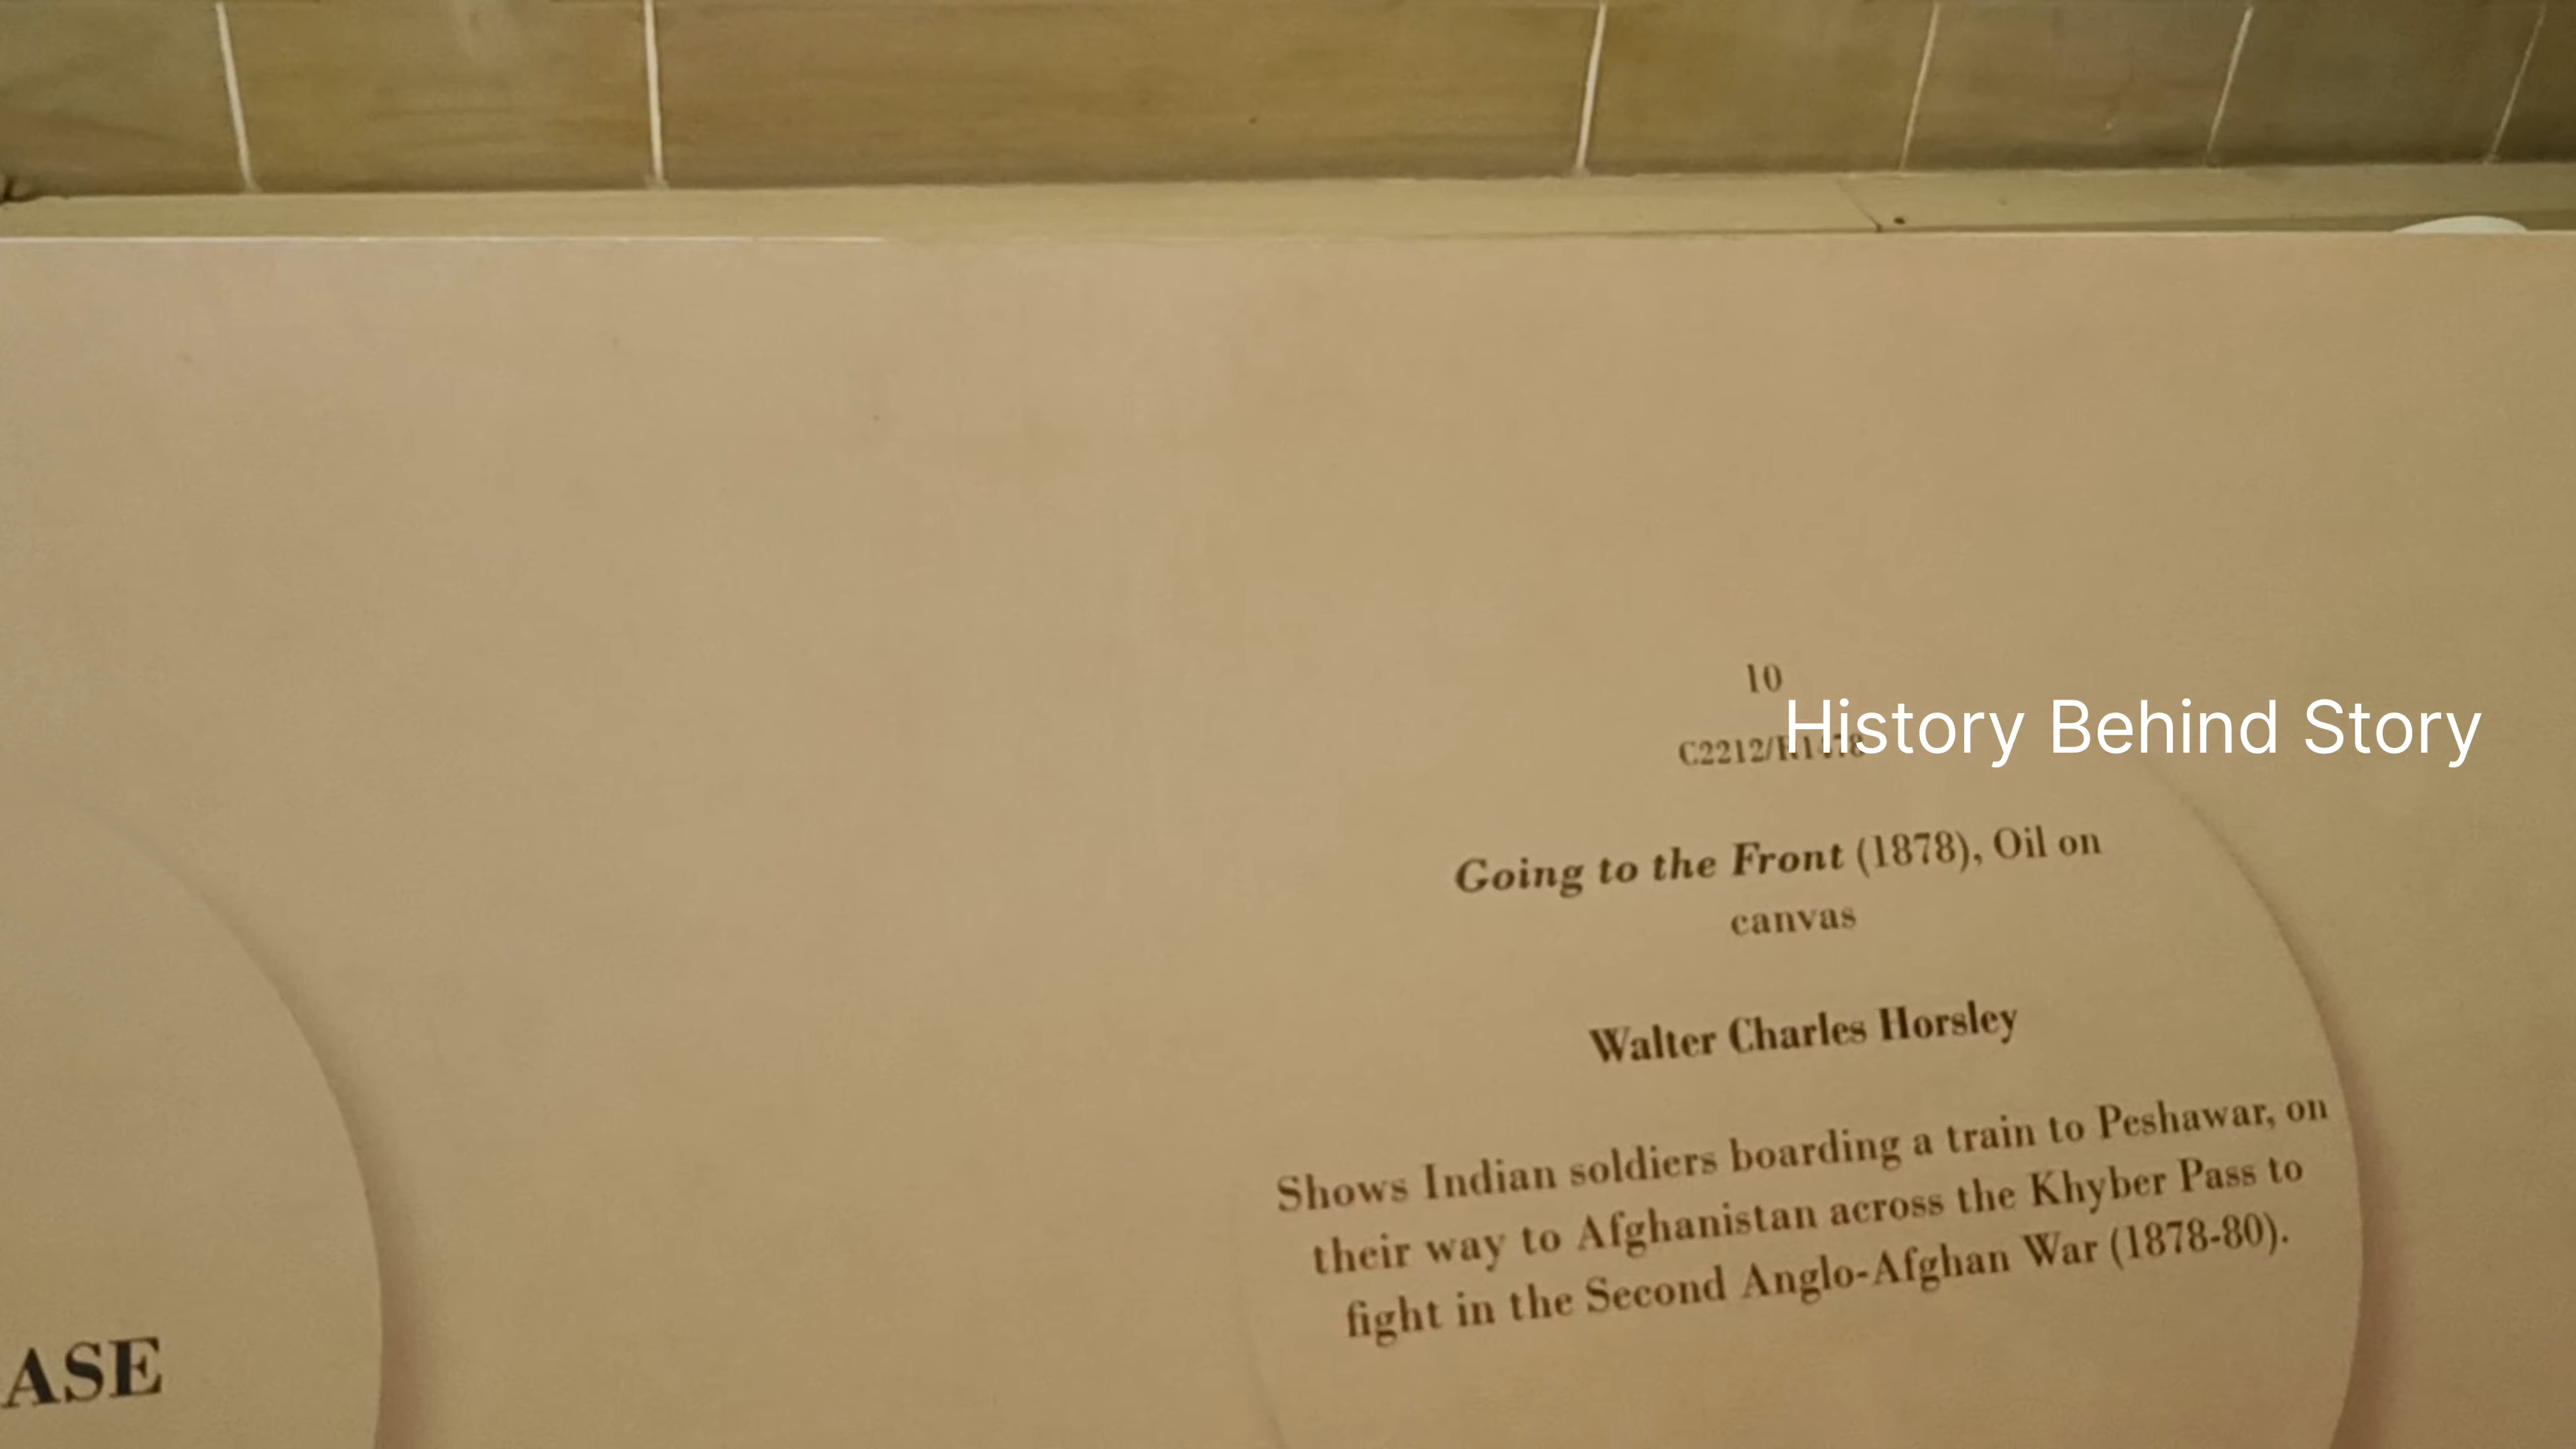 10
History Behind Story
Going to the Front (1878), Oil on
canvas
Walter Charles Horsley
Shows Indian soldiers boarding a train to Peshawar, on
their way to Afghanistan across the Khyber Pass to
fight in the Second Anglo-Afghan War (1878-80).
ASE